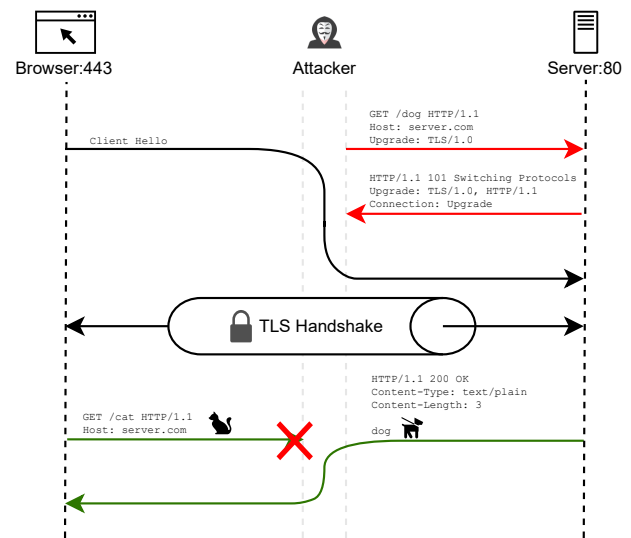 Browser:443
Attacker
Server:80
GET /dog HTTP/1.1
Host: server.com
Upgrade: TLS/1.0
Client Hello
HTTP/1.1 101 Switching Protocols
Upgrade: TLS/1.0, HTTP/1.1
Connection: Upgrade
TLS Handshake
HTTP/1.1 200 OK
Content-Type: text/plain
Content-Length: 3
dog
GET /cat HTTP/1.1
Host: server.com